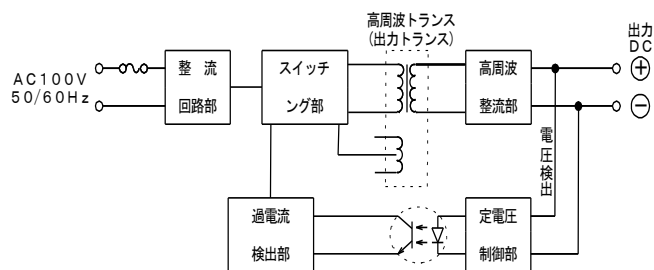 高周波トランス
(出力トランス)
出力
DC
AC100V
50/60Hz
整 流
回路部
スイッチ
ング部
高周波
整流部
+
−
電圧検出
過電流
検出部
定電圧
制御部